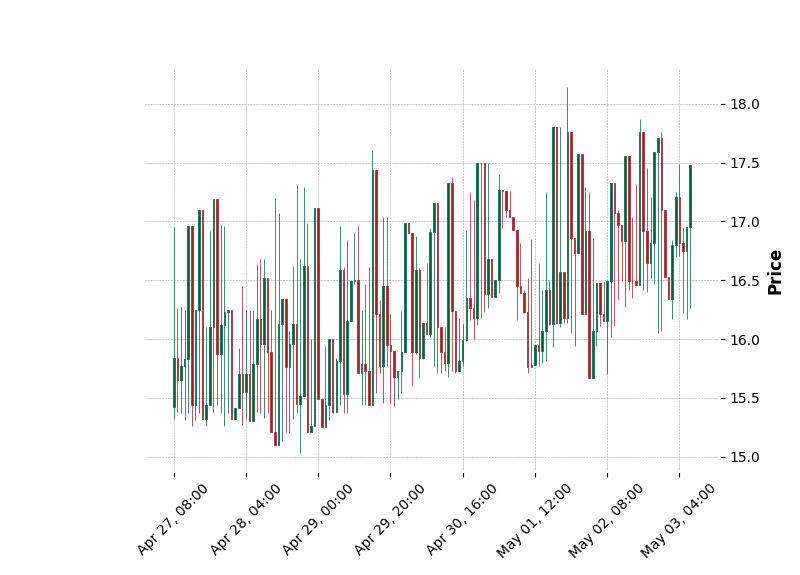 18.0
17.5
17.0
16.5
16.0
15.5
15.0
Price
Apr 27, 08:00
Apr 28, 04:00
Apr 29, 00:00
Apr 29, 20:00
Apr 30, 16:00
May 01, 12:00
May 02, 08:00
May 03, 04:00